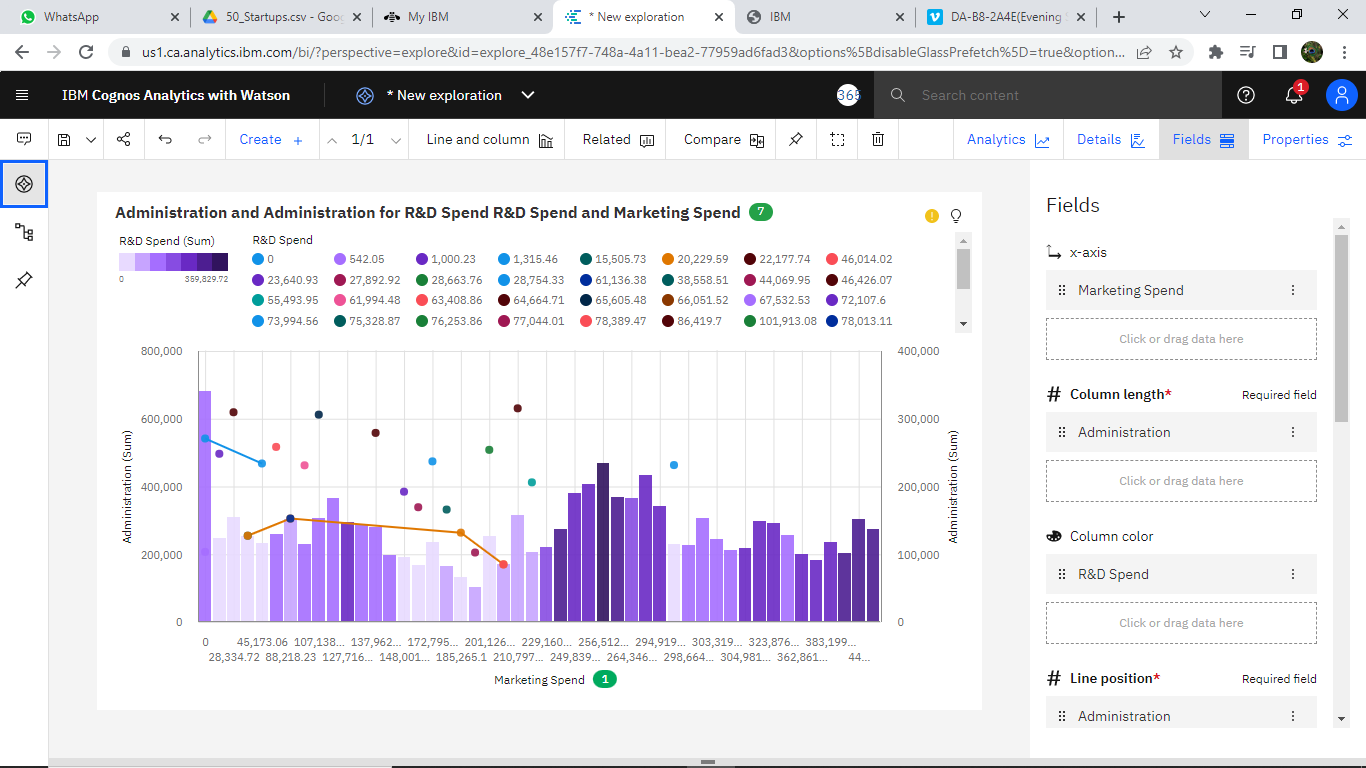 WhatsApp
50_Startups.csv - Goo
My IBM
* New exploration
IBM
DA-B8-2A4E(Evening
us1.ca.analytics.ibm.com/bi/?perspective=explore&id=explore_48e157f7-748a-4a11-bea2-77959ad6fad3&options%5BdisableGlassPrefetch%5D=true&option...
IBM Cognos Analytics with Watson
* New exploration
365
Search content
1
Create +
1/1
Line and column
Related
Compare
Analytics
Details
Fields
Properties
Administration and Administration for R&D Spend R&D Spend and Marketing Spend 7
R&D Spend (Sum)
0 389,829.72
R&D Spend
0 542.05 1,000.23 1,315.46 15,505.73 20,229.59 22,177.74 46,014.02
23,640.93 27,892.92 28,663.76 28,754.33 61,136.38 38,558.51 44,069.95 46,426.07
55,493.95 61,994.48 63,408.86 64,664.71 65,605.48 66,051.52 67,532.53 72,107.6
73,994.56 75,328.87 76,253.86 77,044.01 78,389.47 86,419.7 101,913.08 78,013.11
Administration (Sum)
800,000
600,000
400,000
200,000
0
400,000
300,000
200,000
100,000
0
Administration (Sum)
0 45,173.06 107,138... 137,962... 172,795... 201,126... 229,160... 256,512... 294,919... 303,319... 323,876... 383,199...
28,334.72 88,218.23 127,716... 148,001... 185,265.1 210,797... 249,839... 264,346... 298,664... 304,981... 362,861... 44...
Marketing Spend 1
Fields
x-axis
Marketing Spend
Click or drag data here
# Column length* Required field
Administration
Click or drag data here
Column color
R&D Spend
Click or drag data here
# Line position* Required field
Administration